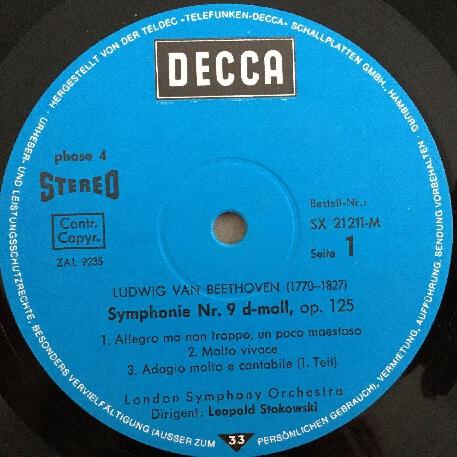 HERGESTELLT VON DER TELDEC »TELEFUNKEN-DECCA« SCHALLPLATTEN GMBH., HAMBURG
DECCA
phase 4
STEREO
Contr.
Copyr.
ZAL 9235
Bestell-Nr.:
SX 21211-M
Seite 1
LUDWIG VAN BEETHOVEN (1770–1827)
Symphonie Nr. 9 d-moll, op. 125
1. Allegro ma non troppo, un poco maestoso
2. Molto vivace
3. Adagio molto e cantabile (1. Teil)
London Symphony Orchestra
Dirigent: Leopold Stokowski
URHEBER- UND LEISTUNGSSCHUTZRECHTE, BESONDERS VERVIELFÄLTIGUNG (AUSSER ZUM PERSÖNLICHEN GEBRAUCH), VERMIETUNG, AUFFÜHRUNG, SENDUNG VORBEHALTEN
33